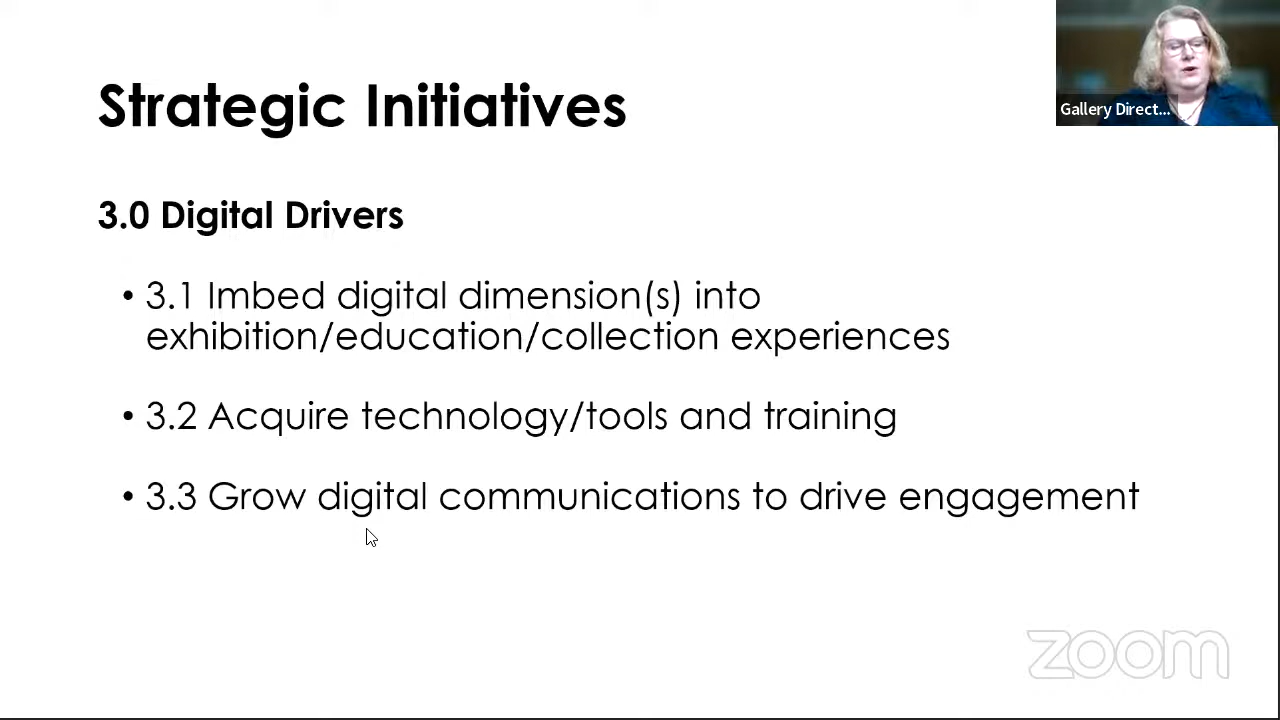 Strategic Initiatives
Gallery Direct...
3.0 Digital Drivers
• 3.1 Imbed digital dimension(s) into
exhibition/education/collection experiences
• 3.2 Acquire technology/tools and training
• 3.3 Grow digital communications to drive engagement
zoom